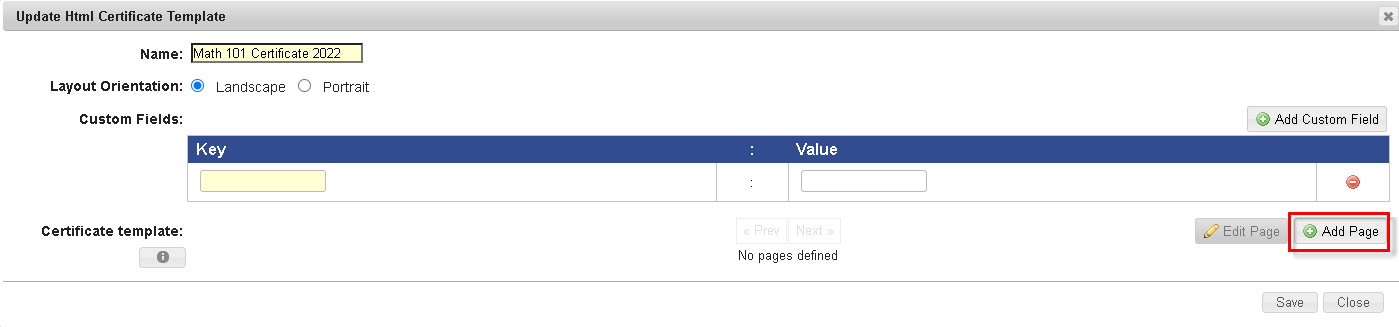 Update Html Certificate Template
Name: Math 101 Certificate 2022
Layout Orientation: Landscape Portrait
Custom Fields: Add Custom Field
Key : Value
:
Certificate template: « Prev Next » Edit Page Add Page
No pages defined
Save Close